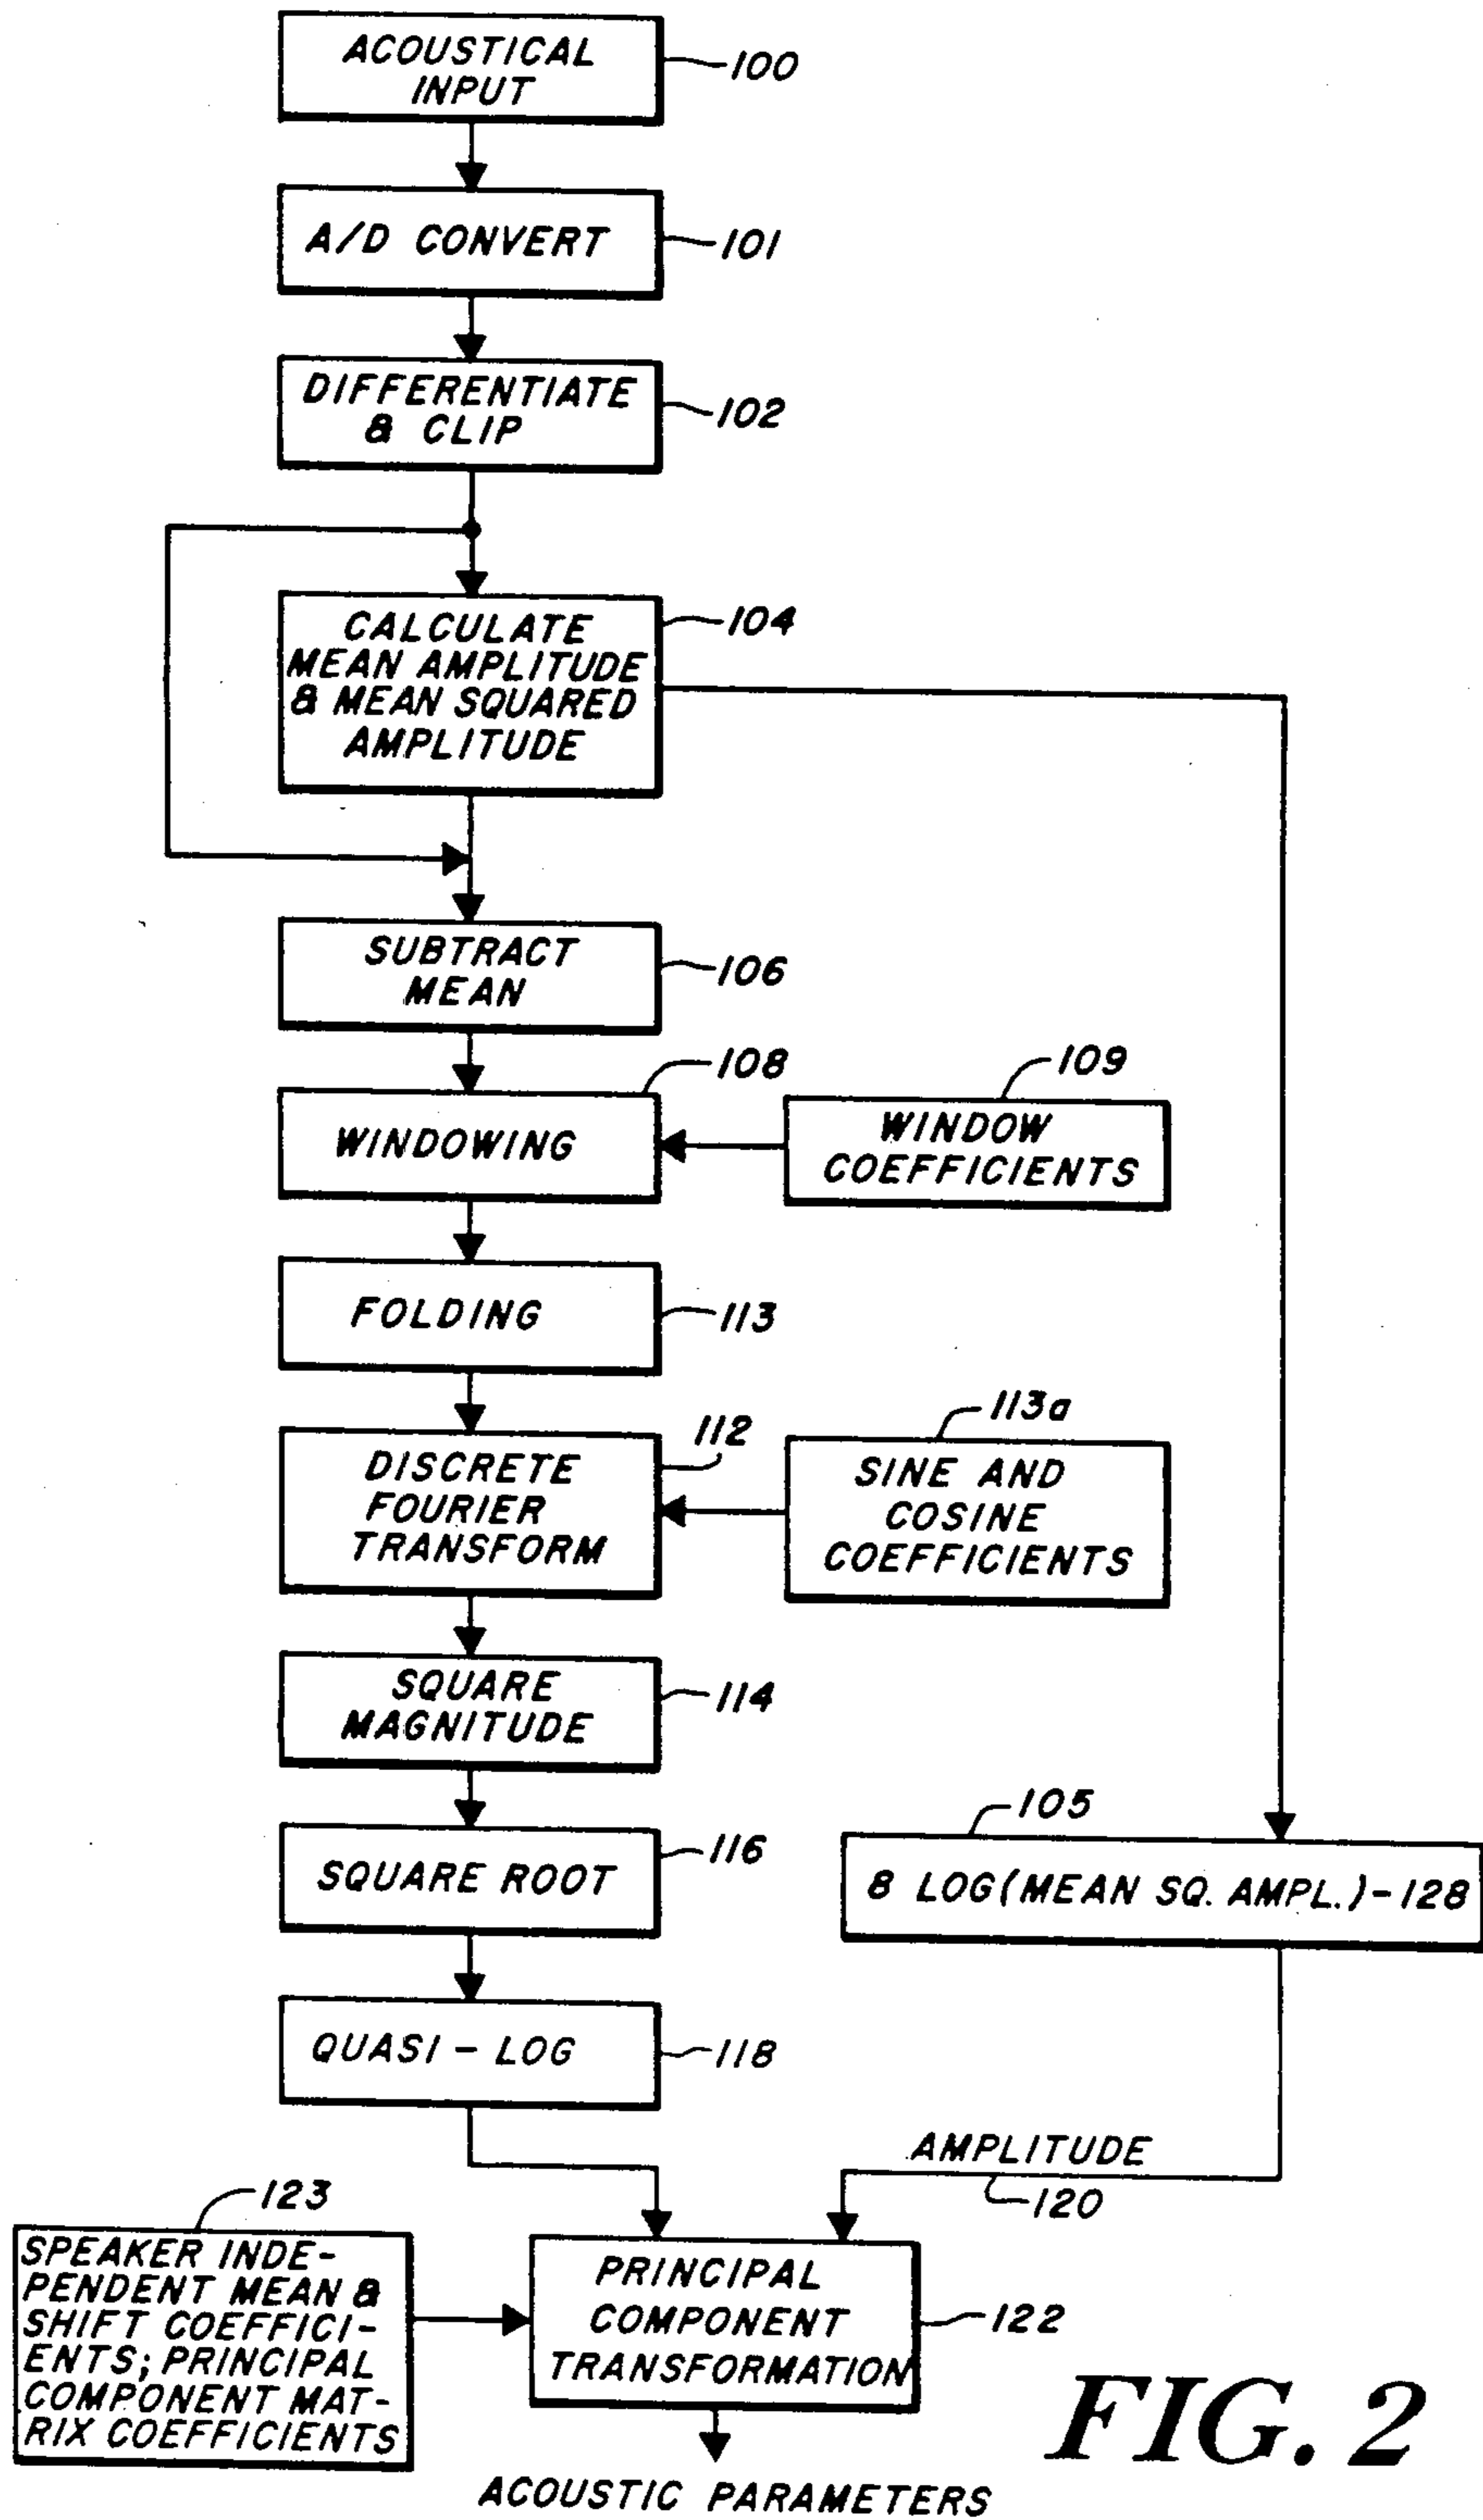 ACOUSTICAL
INPUT
100
A/D CONVERT
101
DIFFERENTIATE
& CLIP
102
CALCULATE
MEAN AMPLITUDE
& MEAN SQUARED
AMPLITUDE
104
SUBTRACT
MEAN
106
108
109
WINDOWING
WINDOW
COEFFICIENTS
FOLDING
113
112
113a
DISCRETE
FOURIER
TRANSFORM
SINE AND
COSINE
COEFFICIENTS
SQUARE
MAGNITUDE
114
105
SQUARE ROOT
116
8 LOG(MEAN SQ. AMPL.)-128
QUASI-LOG
118
AMPLITUDE
120
123
SPEAKER INDE-
PENDENT MEAN &
SHIFT COEFFICI-
ENTS; PRINCIPAL
COMPONENT MAT-
RIX COEFFICIENTS
PRINCIPAL
COMPONENT
TRANSFORMATION
122
ACOUSTIC PARAMETERS
FIG. 2